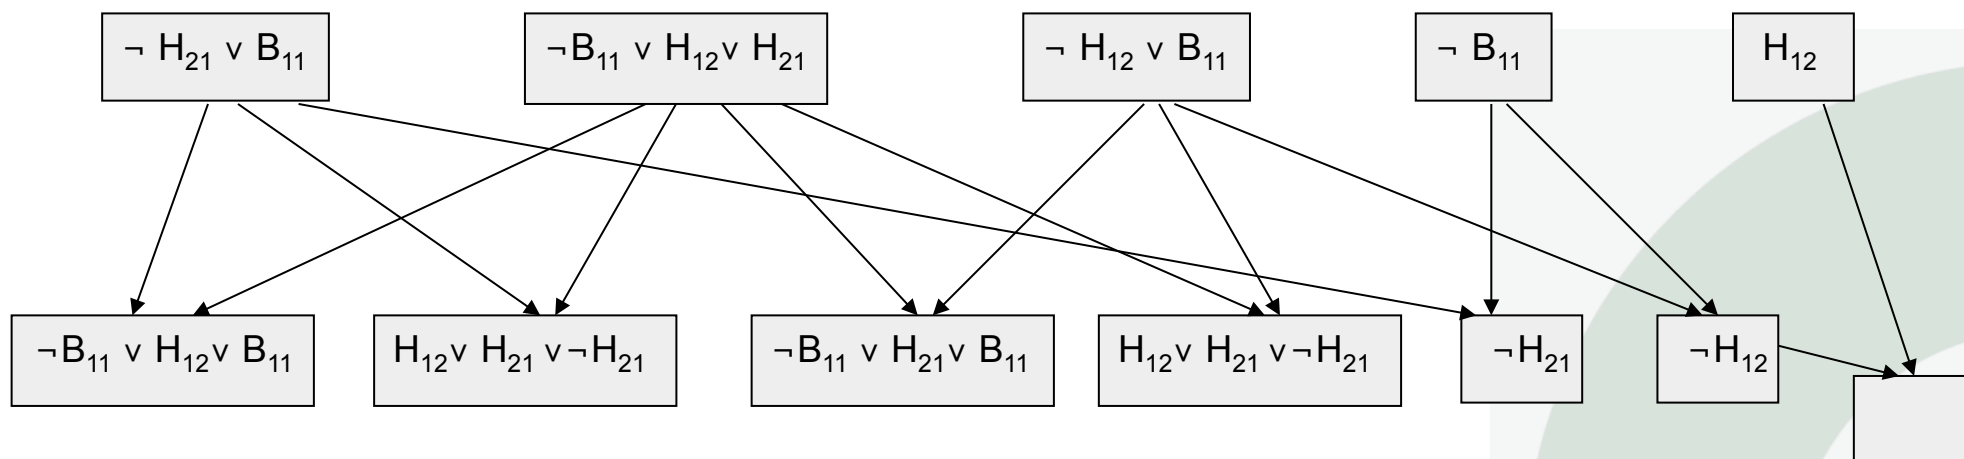 ¬ H₂₁ ∨ B₁₁
¬B₁₁ ∨ H₁₂∨ H₂₁
¬ H₁₂ ∨ B₁₁
¬ B₁₁
H₁₂
¬B₁₁ ∨ H₁₂∨ B₁₁
H₁₂∨ H₂₁ ∨¬H₂₁
¬B₁₁ ∨ H₂₁∨ B₁₁
H₁₂∨ H₂₁ ∨¬H₂₁
¬H₂₁
¬H₁₂